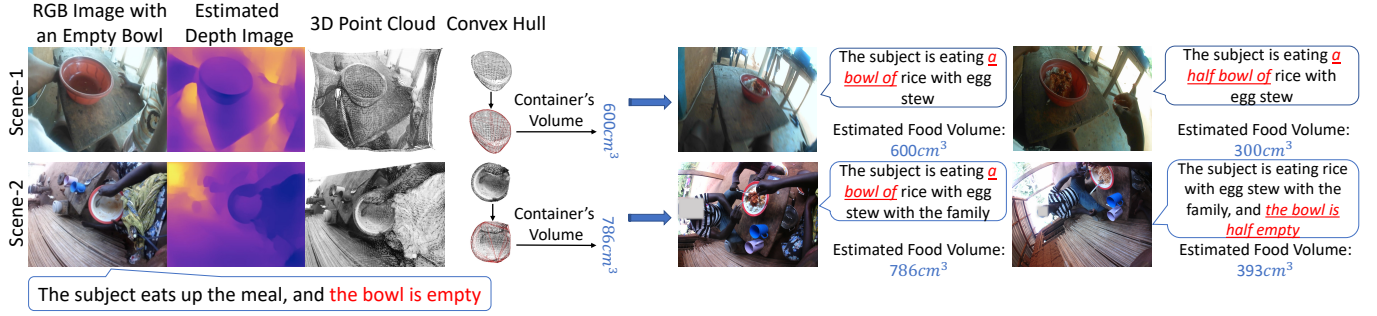 RGB Image with
an Empty Bowl
Estimated
Depth Image
3D Point Cloud
Convex Hull
Scene-1
Container's
Volume
600cm³
The subject is eating a
bowl of rice with egg
stew
Estimated Food Volume:
600cm³
The subject is eating a
half bowl of rice with
egg stew
Estimated Food Volume:
300cm³
Scene-2
Container's
Volume
786cm³
The subject is eating a
bowl of rice with egg
stew with the family
Estimated Food Volume:
786cm³
The subject is eating rice
with egg stew with the
family, and the bowl is
half empty
Estimated Food Volume:
393cm³
The subject eats up the meal, and the bowl is empty